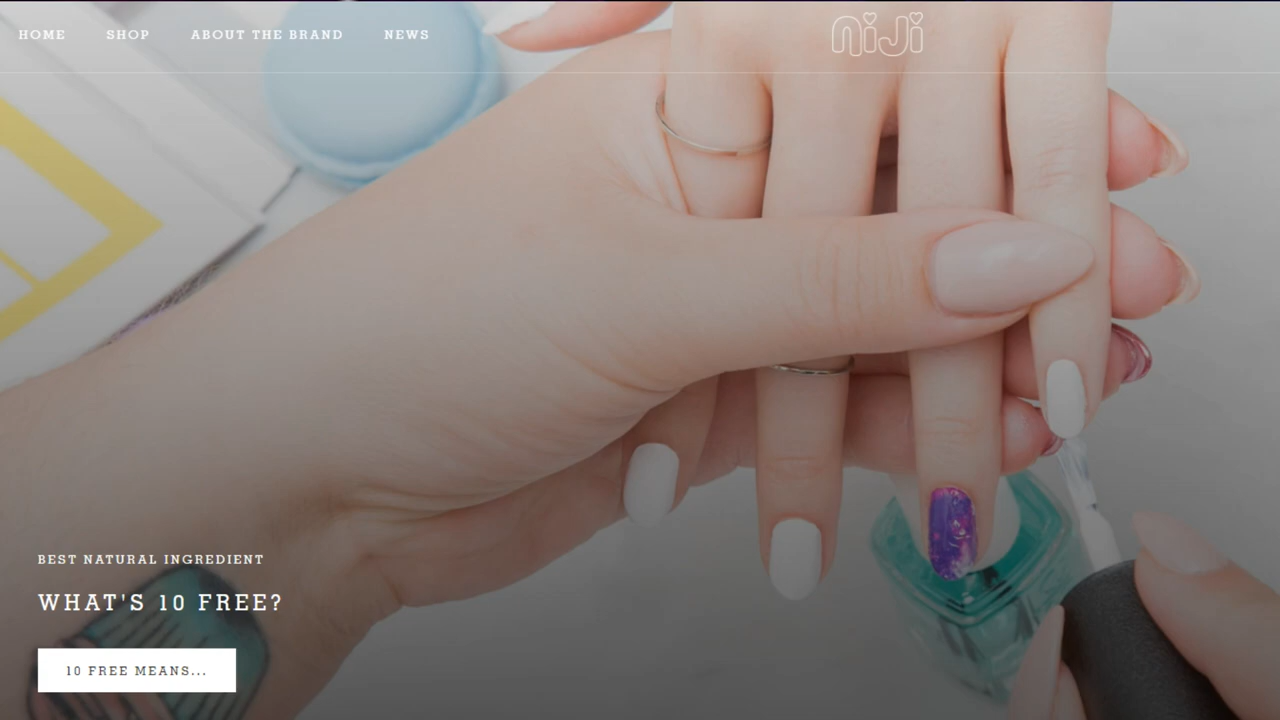 HOME SHOP ABOUT THE BRAND NEWS
NiJi
BEST NATURAL INGREDIENT
WHAT'S 10 FREE?
10 FREE MEANS...